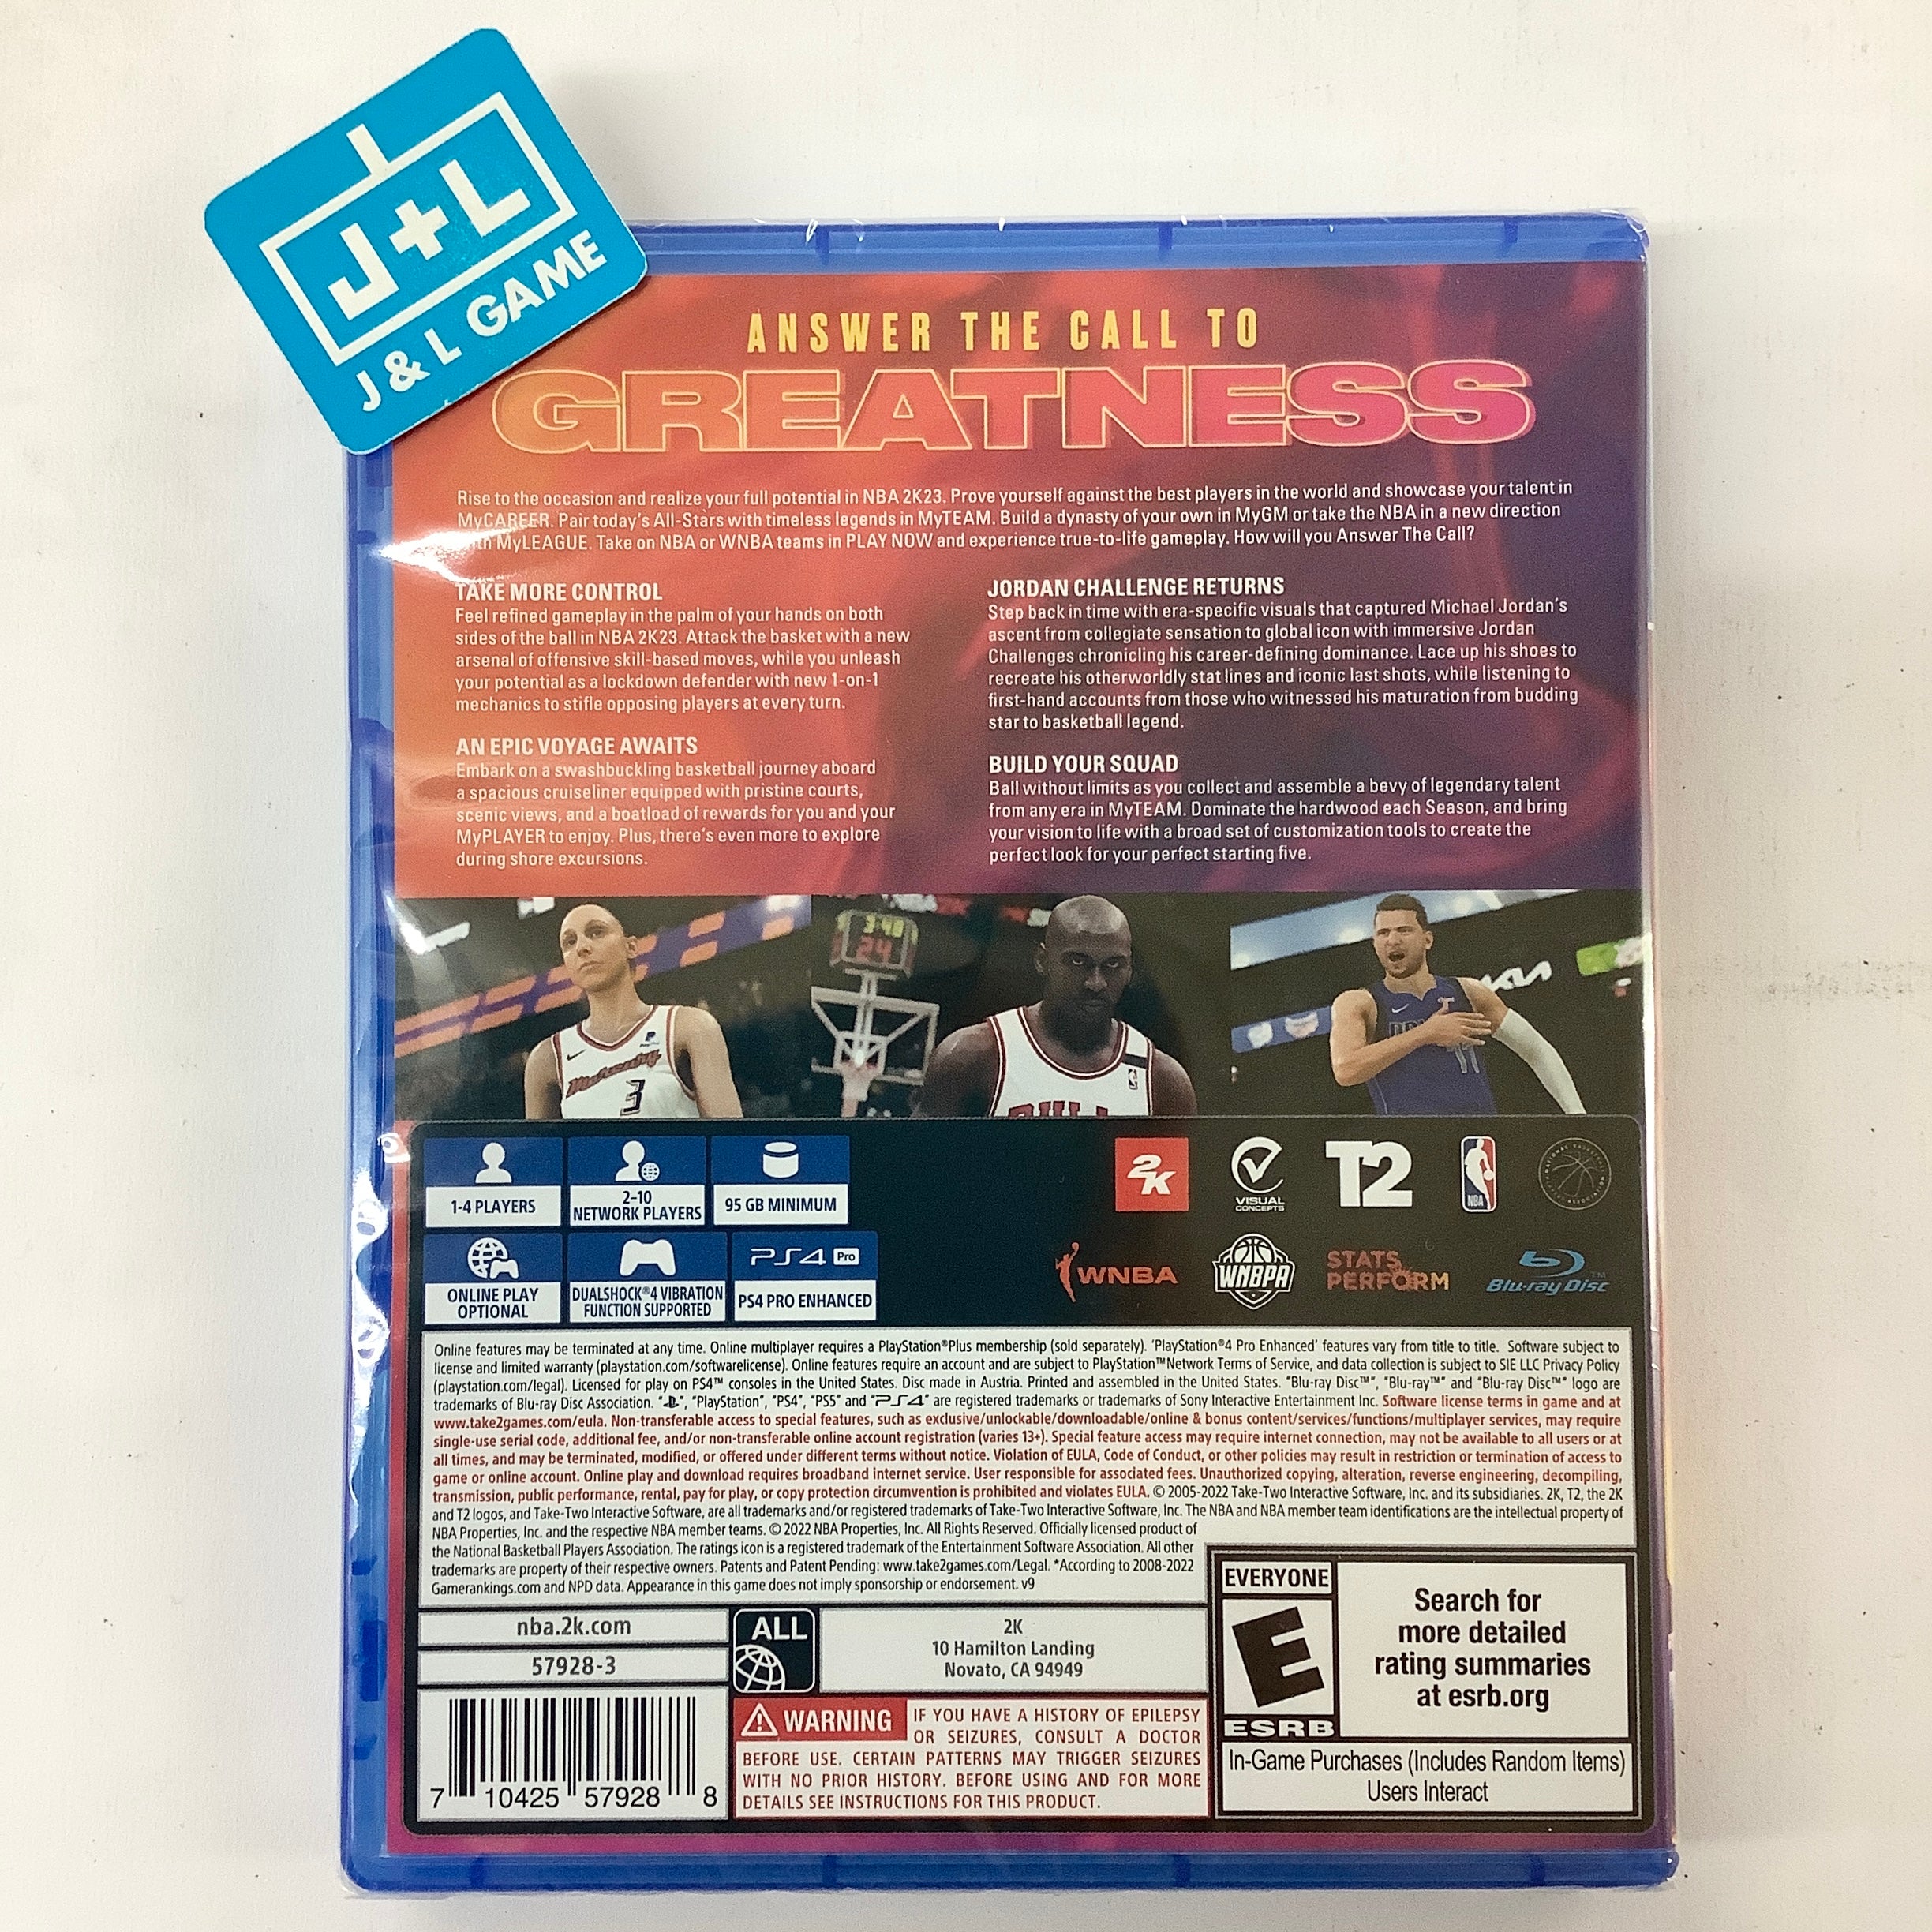 J+L
J & L GAME
ANSWER THE CALL TO
GREATNESS
Rise to the occasion and realize your full potential in NBA 2K23. Prove yourself against the best players in the world and showcase your talent in
MyCAREER. Pair today's All-Stars with timeless legends in MyTEAM. Build a dynasty of your own in MyGM or take the NBA in a new direction
MyLEAGUE. Take on NBA or WNBA teams in PLAY NOW and experience true-to-life gameplay. How will you Answer The Call?
TAKE MORE CONTROL
Feel refined gameplay in the palm of your hands on both
sides of the ball in NBA 2K23. Attack the basket with a new
arsenal of offensive skill-based moves, while you unleash
your potential as a lockdown defender with new 1-on-1
mechanics to stifle opposing players at every turn.
AN EPIC VOYAGE AWAITS
Embark on a swashbuckling basketball journey aboard
a spacious cruiseliner equipped with pristine courts,
scenic views, and a boatload of rewards for you and your
MyPLAYER to enjoy. Plus, there's even more to explore
during shore excursions.
JORDAN CHALLENGE RETURNS
Step back in time with era-specific visuals that captured Michael Jordan's
ascent from collegiate sensation to global icon with immersive Jordan
Challenges chronicling his career-defining dominance. Lace up his shoes to
recreate his otherworldly stat lines and iconic last shots, while listening to
first-hand accounts from those who witnessed his maturation from budding
star to basketball legend.
BUILD YOUR SQUAD
Ball without limits as you collect and assemble a bevy of legendary talent
from any era in MyTEAM. Dominate the hardwood each Season, and bring
your vision to life with a broad set of customization tools to create the
perfect look for your perfect starting five.
3:48
24
Mercury
3
KIA
11
1-4 PLAYERS
2-10
NETWORK PLAYERS
95 GB MINIMUM
2K
VISUAL
CONCEPTS
T2
NBA
ONLINE PLAY
OPTIONAL
DUALSHOCK®4 VIBRATION
FUNCTION SUPPORTED
PS4 Pro
PS4 PRO ENHANCED
WNBA
WNBPA
STATS
PERFORM
Blu-ray Disc™
Online features may be terminated at any time. Online multiplayer requires a PlayStation®Plus membership (sold separately). 'PlayStation®4 Pro Enhanced' features vary from title to title. Software subject to
license and limited warranty (playstation.com/softwarelicense). Online features require an account and are subject to PlayStation™Network Terms of Service, and data collection is subject to SIE LLC Privacy Policy
(playstation.com/legal). Licensed for play on PS4™ consoles in the United States. Disc made in Austria. Printed and assembled in the United States. "Blu-ray Disc™", "Blu-ray™" and "Blu-ray Disc™" logo are
trademarks of Blu-ray Disc Association. "PlayStation", "PS4", "PS5" and "PS4" are registered trademarks or trademarks of Sony Interactive Entertainment Inc. Software license terms in game and at
www.take2games.com/eula. Non-transferable access to special features, such as exclusive/unlockable/downloadable/online & bonus content/services/functions/multiplayer services, may require
single-use serial code, additional fee, and/or non-transferable online account registration (varies 13+). Special feature access may require internet connection, may not be available to all users or at
all times, and may be terminated, modified, or offered under different terms without notice. Violation of EULA, Code of Conduct, or other policies may result in restriction or termination of access to
game or online account. Online play and download requires broadband internet service. User responsible for associated fees. Unauthorized copying, alteration, reverse engineering, decompiling,
transmission, public performance, rental, pay for play, or copy protection circumvention is prohibited and violates EULA. © 2005-2022 Take-Two Interactive Software, Inc. and its subsidiaries. 2K, T2, the 2K
and T2 logos, and Take-Two Interactive Software, are all trademarks and/or registered trademarks of Take-Two Interactive Software, Inc. The NBA and NBA member team identifications are the intellectual property of
NBA Properties, Inc. and the respective NBA member teams. © 2022 NBA Properties, Inc. All Rights Reserved. Officially licensed product of
the National Basketball Players Association. The ratings icon is a registered trademark of the Entertainment Software Association. All other
trademarks are property of their respective owners. Patents and Patent Pending: www.take2games.com/Legal. *According to 2008-2022
Gamerankings.com and NPD data. Appearance in this game does not imply sponsorship or endorsement. v9
nba.2k.com
57928-3
ALL
2K
10 Hamilton Landing
Novato, CA 94949
7 10425 57928 8
WARNING IF YOU HAVE A HISTORY OF EPILEPSY
OR SEIZURES, CONSULT A DOCTOR
BEFORE USE. CERTAIN PATTERNS MAY TRIGGER SEIZURES
WITH NO PRIOR HISTORY. BEFORE USING AND FOR MORE
DETAILS SEE INSTRUCTIONS FOR THIS PRODUCT.
EVERYONE
E
ESRB
Search for
more detailed
rating summaries
at esrb.org
In-Game Purchases (Includes Random Items)
Users Interact